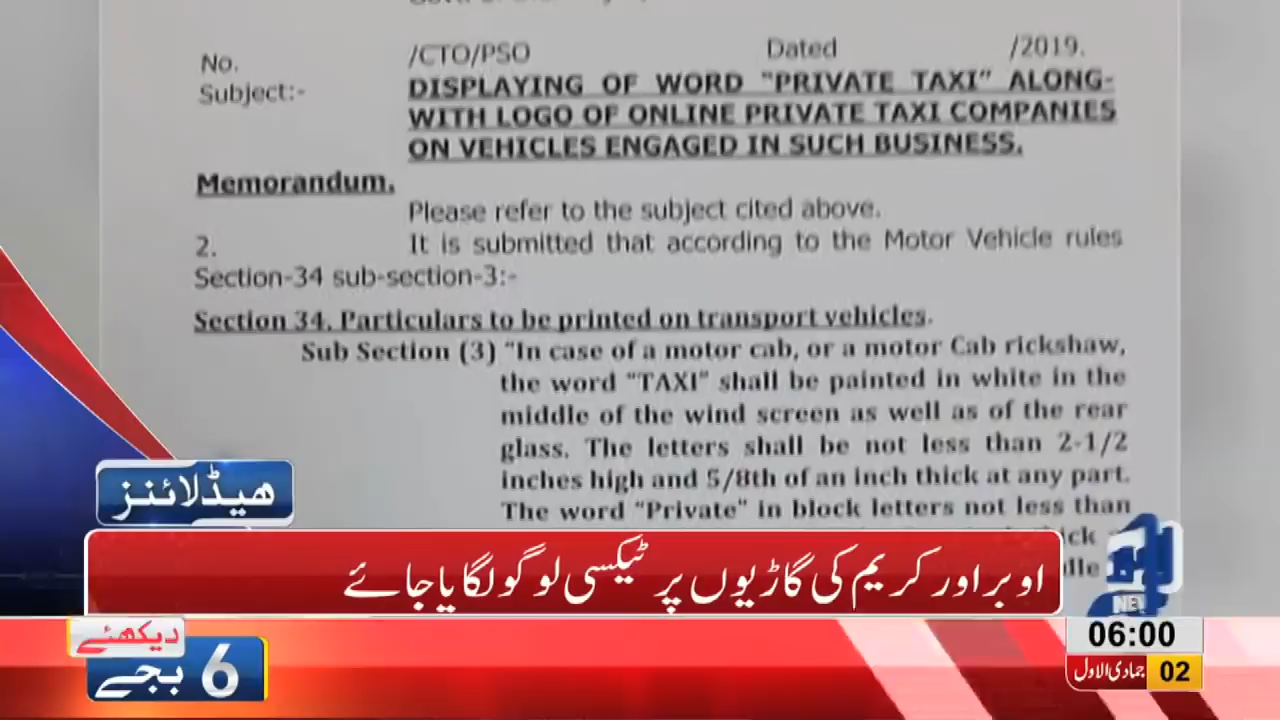 No. /CTO/PSO Dated /2019.
Subject:- DISPLAYING OF WORD "PRIVATE TAXI" ALONG-
WITH LOGO OF ONLINE PRIVATE TAXI COMPANIES
ON VEHICLES ENGAGED IN SUCH BUSINESS.
Memorandum.
Please refer to the subject cited above.
2. It is submitted that according to the Motor Vehicle rules
Section-34 sub-section-3:-
Section 34. Particulars to be printed on transport vehicles.
Sub Section (3) "In case of a motor cab, or a motor Cab rickshaw,
the word "TAXI" shall be painted in white in the
middle of the wind screen as well as of the rear
glass. The letters shall be not less than 2-1/2
inches high and 5/8th of an inch thick at any part.
The word "Private" in block letters not less than
ہیڈلائنز
اوبر اور کریم کی گاڑیوں پر ٹیکسی لوگو لگایا جائے
NEWS
دیکھئے
6 بجے
06:00
02 جمادی الاول